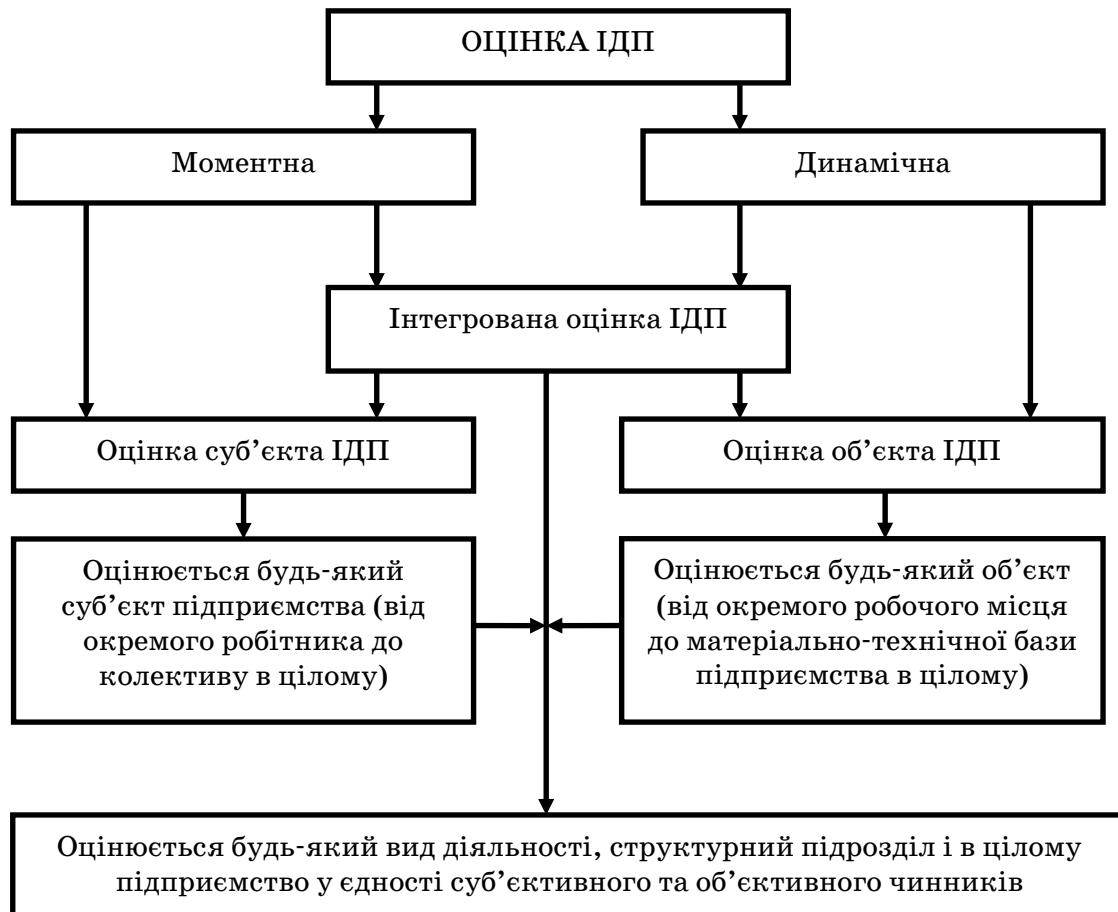 ОЦІНКА ІДП
Моментна
Динамічна
Інтегрована оцінка ІДП
Оцінка суб’єкта ІДП
Оцінка об’єкта ІДП
Оцінюється будь-який
суб’єкт підприємства (від
окремого робітника до
колективу в цілому)
Оцінюється будь-який об’єкт
(від окремого робочого місця
до матеріально-технічної бази
підприємства в цілому)
Оцінюється будь-який вид діяльності, структурний підрозділ і в цілому
підприємство у єдності суб’єктивного та об’єктивного чинників